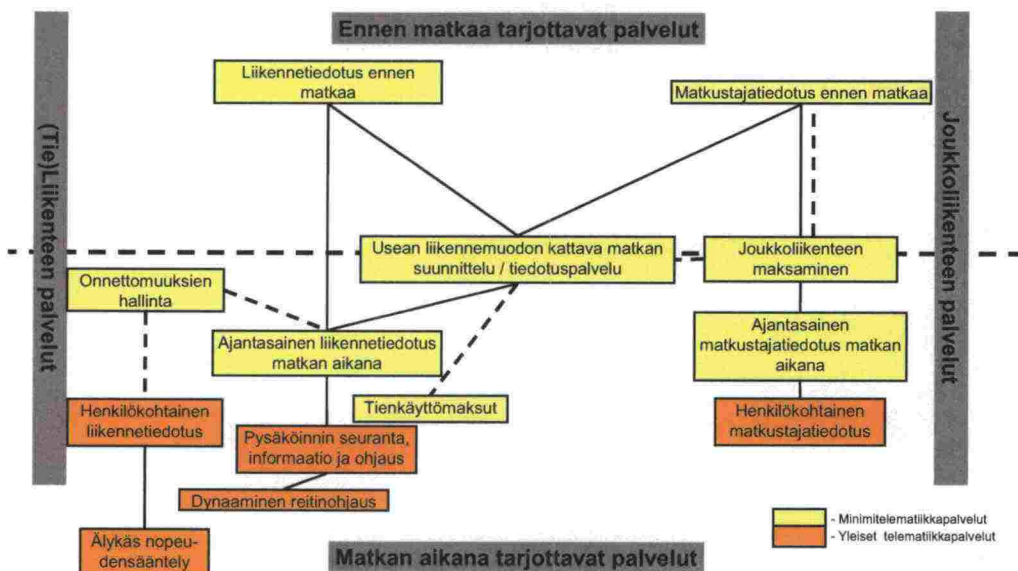 Ennen matkaa tarjottavat palvelut
(Tie)Liikenteen palvelut
Joukkoliikenteen palvelut
Liikennetiedotus ennen
matkaa
Matkustajatiedotus ennen matkaa
Usean liikennemuodon kattava matkan
suunnittelu / tiedotuspalvelu
Joukkoliikenteen
maksaminen
Onnettomuuksien
hallinta
Ajantasainen liikennetiedotus
matkan aikana
Ajantasainen
matkustajatiedotus matkan
aikana
Tienkäyttömaksut
Henkilökohtainen
liikennetiedotus
Henkilökohtainen
matkustajatiedotus
Pysäköinnin seuranta,
informaatio ja ohjaus
Dynaaminen reitinohjaus
Älykäs nopeu-
densääntely
- Minimitelematiikkapalvelut
- Yleiset telematiikkapalvelut
Matkan aikana tarjottavat palvelut